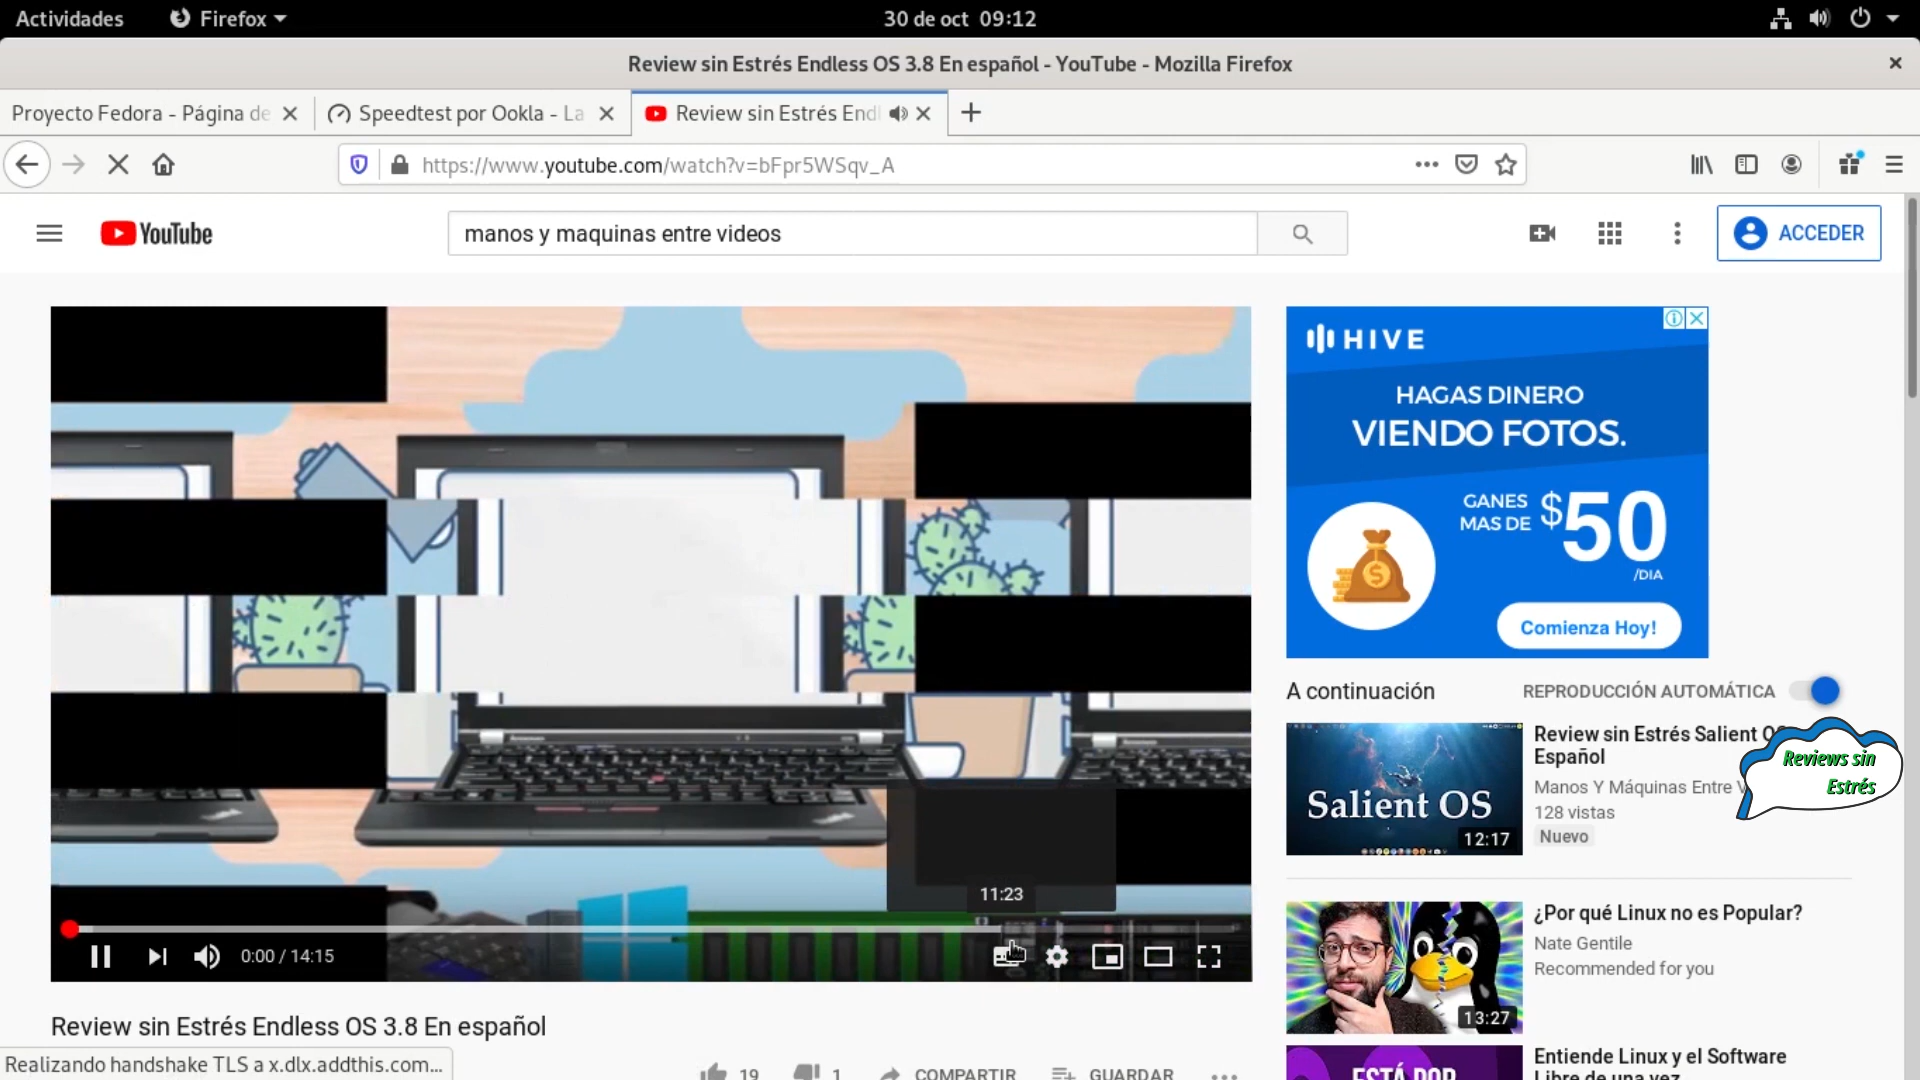 Actividades
Firefox
30 de oct 09:12
Review sin Estrés Endless OS 3.8 En español - YouTube - Mozilla Firefox
Proyecto Fedora - Página de
Speedtest por Ookla - La
Review sin Estrés End
https://www.youtube.com/watch?v=bFpr5WSqv_A
YouTube
manos y maquinas entre videos
ACCEDER
HIVE
HAGAS DINERO
VIENDO FOTOS.
GANES
MAS DE
$50
/DIA
Comienza Hoy!
A continuación
REPRODUCCIÓN AUTOMÁTICA
Review sin Estrés Salient O
Español
Manos Y Máquinas Entre V
128 vistas
Nuevo
Salient OS
12:17
Reviews sin
Estrés
¿Por qué Linux no es Popular?
Nate Gentile
Recommended for you
13:27
Entiende Linux y el Software
Libre de una vez
ESTÁ POR
11:23
0:00 / 14:15
Review sin Estrés Endless OS 3.8 En español
Realizando handshake TLS a x.dlx.addthis.com...
19
1
COMPARTIR
GUARDAR